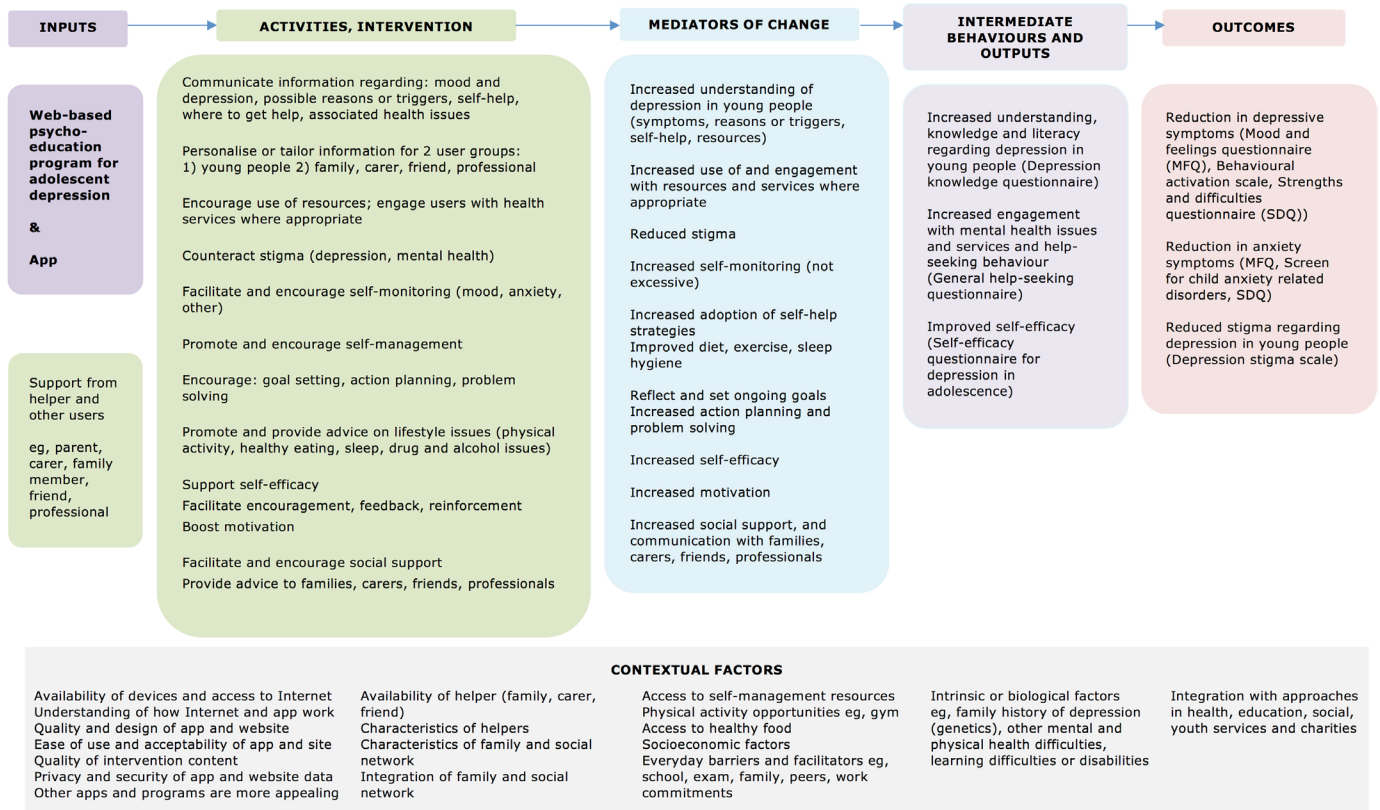 INPUTS
ACTIVITIES, INTERVENTION
MEDIATORS OF CHANGE
INTERMEDIATE
BEHAVIOURS AND
OUTPUTS
OUTCOMES
Web-based
psycho-
education
program for
adolescent
depression
&
App
Support from
helper and
other users
eg, parent,
carer, family
member,
friend,
professional
Communicate information regarding: mood and
depression, possible reasons or triggers, self-help,
where to get help, associated health issues
Personalise or tailor information for 2 user groups:
1) young people 2) family, carer, friend, professional
Encourage use of resources; engage users with health
services where appropriate
Counteract stigma (depression, mental health)
Facilitate and encourage self-monitoring (mood, anxiety,
other)
Promote and encourage self-management
Encourage: goal setting, action planning, problem
solving
Promote and provide advice on lifestyle issues (physical
activity, healthy eating, sleep, drug and alcohol issues)
Support self-efficacy
Facilitate encouragement, feedback, reinforcement
Boost motivation
Facilitate and encourage social support
Provide advice to families, carers, friends, professionals
Increased understanding of
depression in young people
(symptoms, reasons or triggers,
self-help, resources)
Increased use of and engagement
with resources and services where
appropriate
Reduced stigma
Increased self-monitoring (not
excessive)
Increased adoption of self-help
strategies
Improved diet, exercise, sleep
hygiene
Reflect and set ongoing goals
Increased action planning and
problem solving
Increased self-efficacy
Increased motivation
Increased social support, and
communication with families,
carers, friends, professionals
Increased understanding,
knowledge and literacy
regarding depression in
young people (Depression
knowledge questionnaire)
Increased engagement
with mental health issues
and services and help-
seeking behaviour
(General help-seeking
questionnaire)
Improved self-efficacy
(Self-efficacy
questionnaire for
depression in
adolescence)
Reduction in depressive
symptoms (Mood and
feelings questionnaire
(MFQ), Behavioural
activation scale, Strengths
and difficulties
questionnaire (SDQ))
Reduction in anxiety
symptoms (MFQ, Screen
for child anxiety related
disorders, SDQ)
Reduced stigma regarding
depression in young people
(Depression stigma scale)
CONTEXTUAL FACTORS
Availability of devices and access to Internet
Understanding of how Internet and app work
Quality and design of app and website
Ease of use and acceptability of app and site
Quality of intervention content
Privacy and security of app and website data
Other apps and programs are more appealing
Availability of helper (family, carer,
friend)
Characteristics of helpers
Characteristics of family and social
network
Integration of family and social
network
Access to self-management resources
Physical activity opportunities eg, gym
Access to healthy food
Socioeconomic factors
Everyday barriers and facilitators eg,
school, exam, family, peers, work
commitments
Intrinsic or biological factors
eg, family history of depression
(genetics), other mental and
physical health difficulties,
learning difficulties or disabilities
Integration with approaches
in health, education, social,
youth services and charities